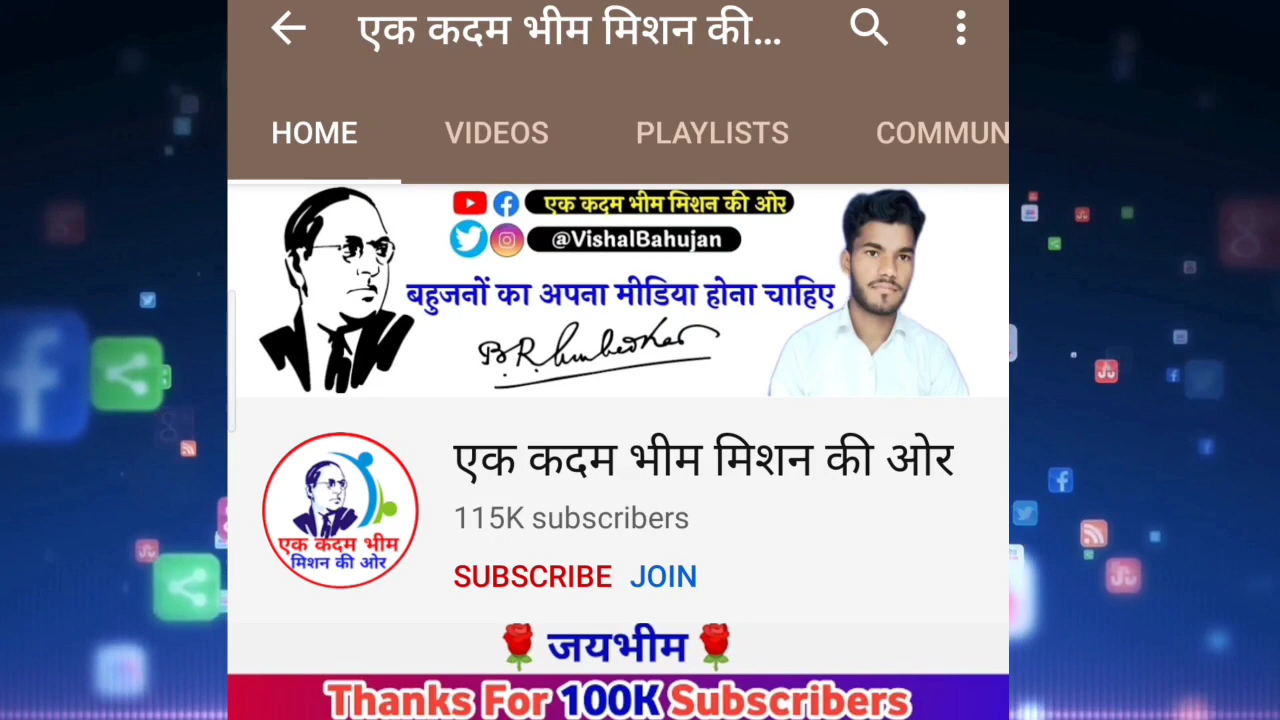 एक कदम भीम मिशन की...
HOME VIDEOS PLAYLISTS COMMUN
एक कदम भीम मिशन की ओर
@VishalBahujan
बहुजनों का अपना मीडिया होना चाहिए
B.R. Ambedkar
एक कदम भीम मिशन की ओर
115K subscribers
SUBSCRIBE JOIN
एक कदम भीम
मिशन की ओर
जयभीम
Thanks For 100K Subscribers